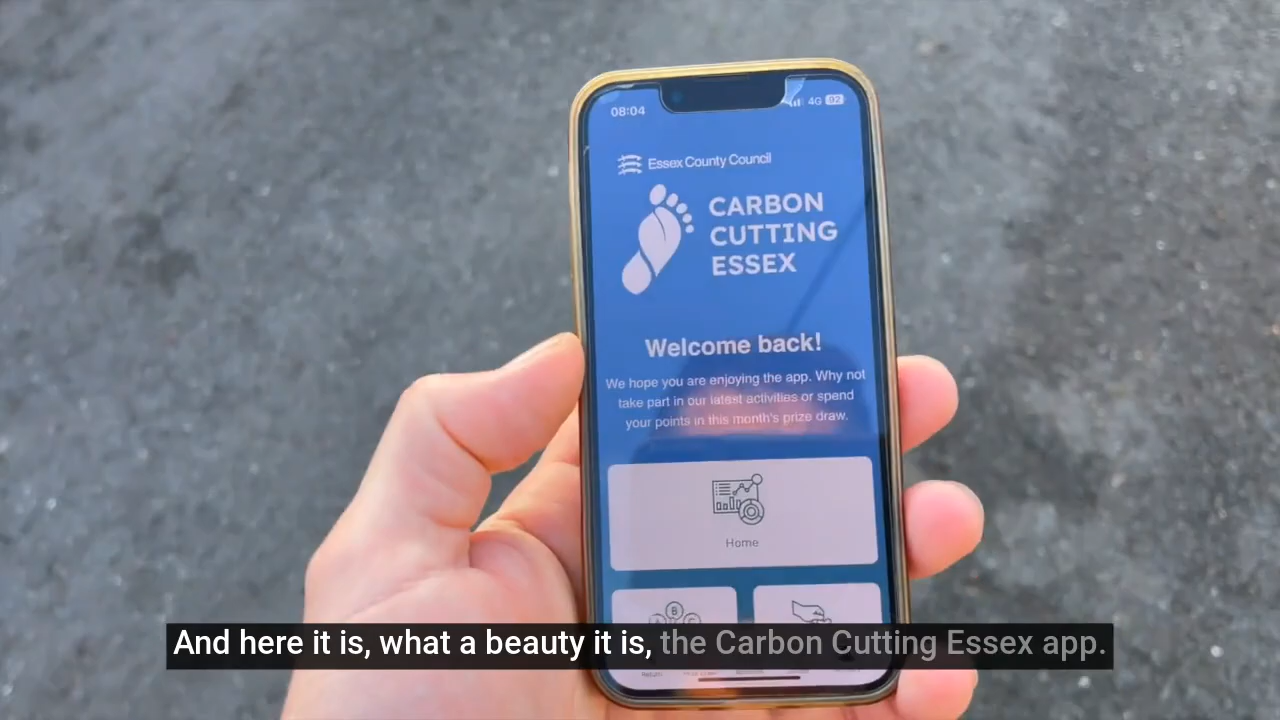 08:04
4G 92
Essex County Council
CARBON
CUTTING
ESSEX
Welcome back!
We hope you are enjoying the app. Why not
take part in our latest activities or spend
your points in this month's prize draw.
Home
B
And here it is, what a beauty it is, the Carbon Cutting Essex app.
Return